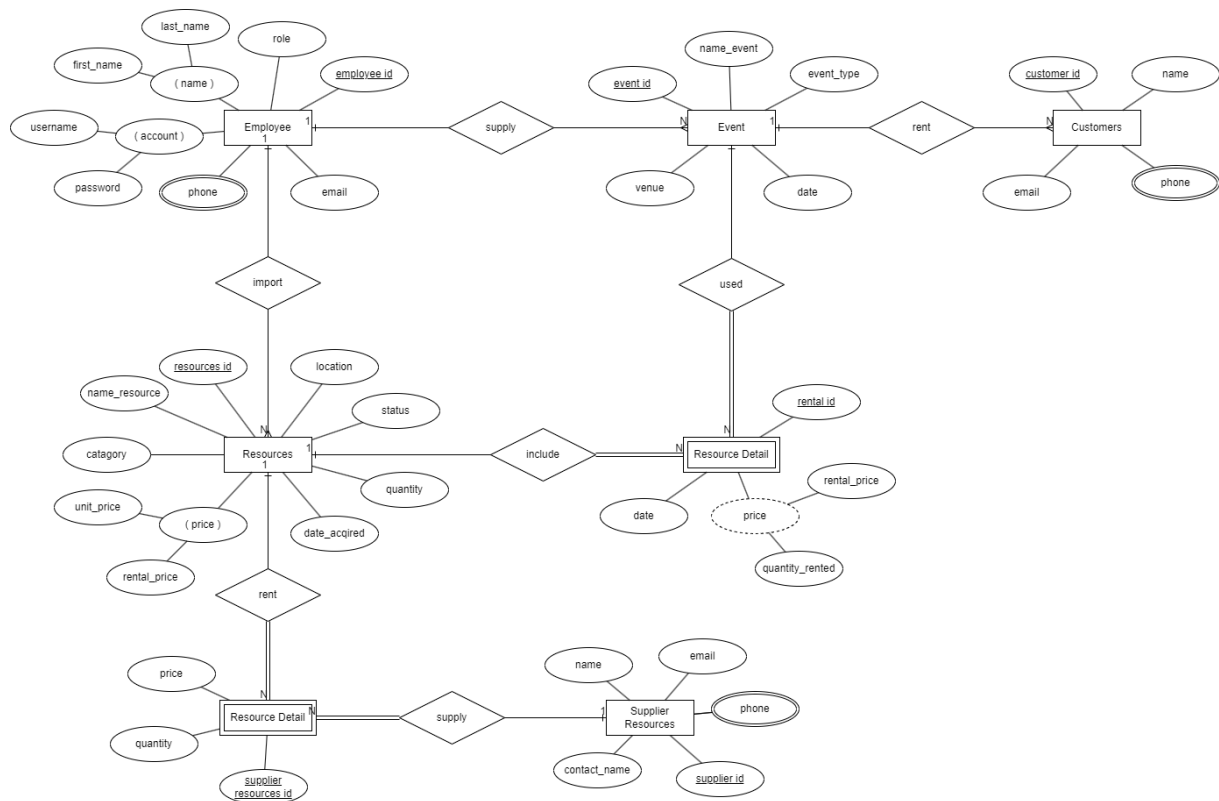 last_name
role
first_name
( name )
employee id
username
( account )
password
1
Employee
1
phone
email
supply
N
name_event
event id
event_type
Event
1
venue
date
rent
customer id
name
N
Customers
email
phone
import
used
resources id
location
name_resource
status
N
catagory
Resources
1
1
unit_price
( price )
quantity
rental_price
date_acqired
include
N
N
rental id
Resource Detail
date
price
rental_price
quantity_rented
rent
price
N
N
Resource Detail
quantity
supplier
resources id
supply
name
email
1
Supplier
Resources
phone
contact_name
supplier id